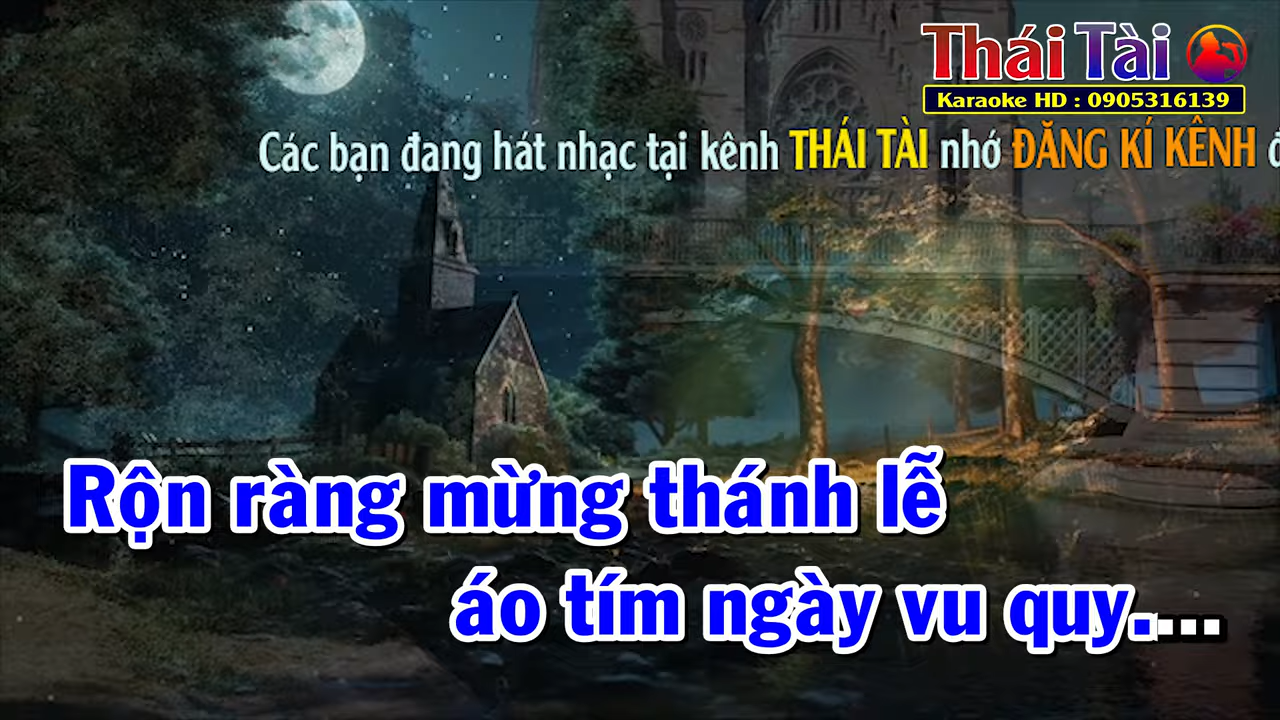 Thái Tài
Karaoke HD : 0905316139
Các bạn đang hát nhạc tại kênh THÁI TÀI nhớ ĐĂNG KÍ KÊNH
Rộn ràng mừng thánh lễ
áo tím ngày vu quy....